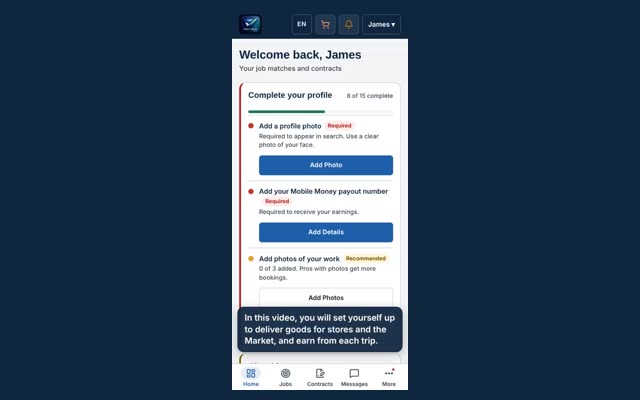 EN
James ▾
Welcome back, James
Your job matches and contracts
Complete your profile
8 of 15 complete
Add a profile photo Required
Required to appear in search. Use a clear
photo of your face.
Add Photo
Add your Mobile Money payout number
Required
Required to receive your earnings.
Add Details
Add photos of your work Recommended
0 of 3 added. Pros with photos get more
bookings.
Add Photos
In this video, you will set yourself up
to deliver goods for stores and the
Market, and earn from each trip.
Home
Jobs
Contracts
Messages
More